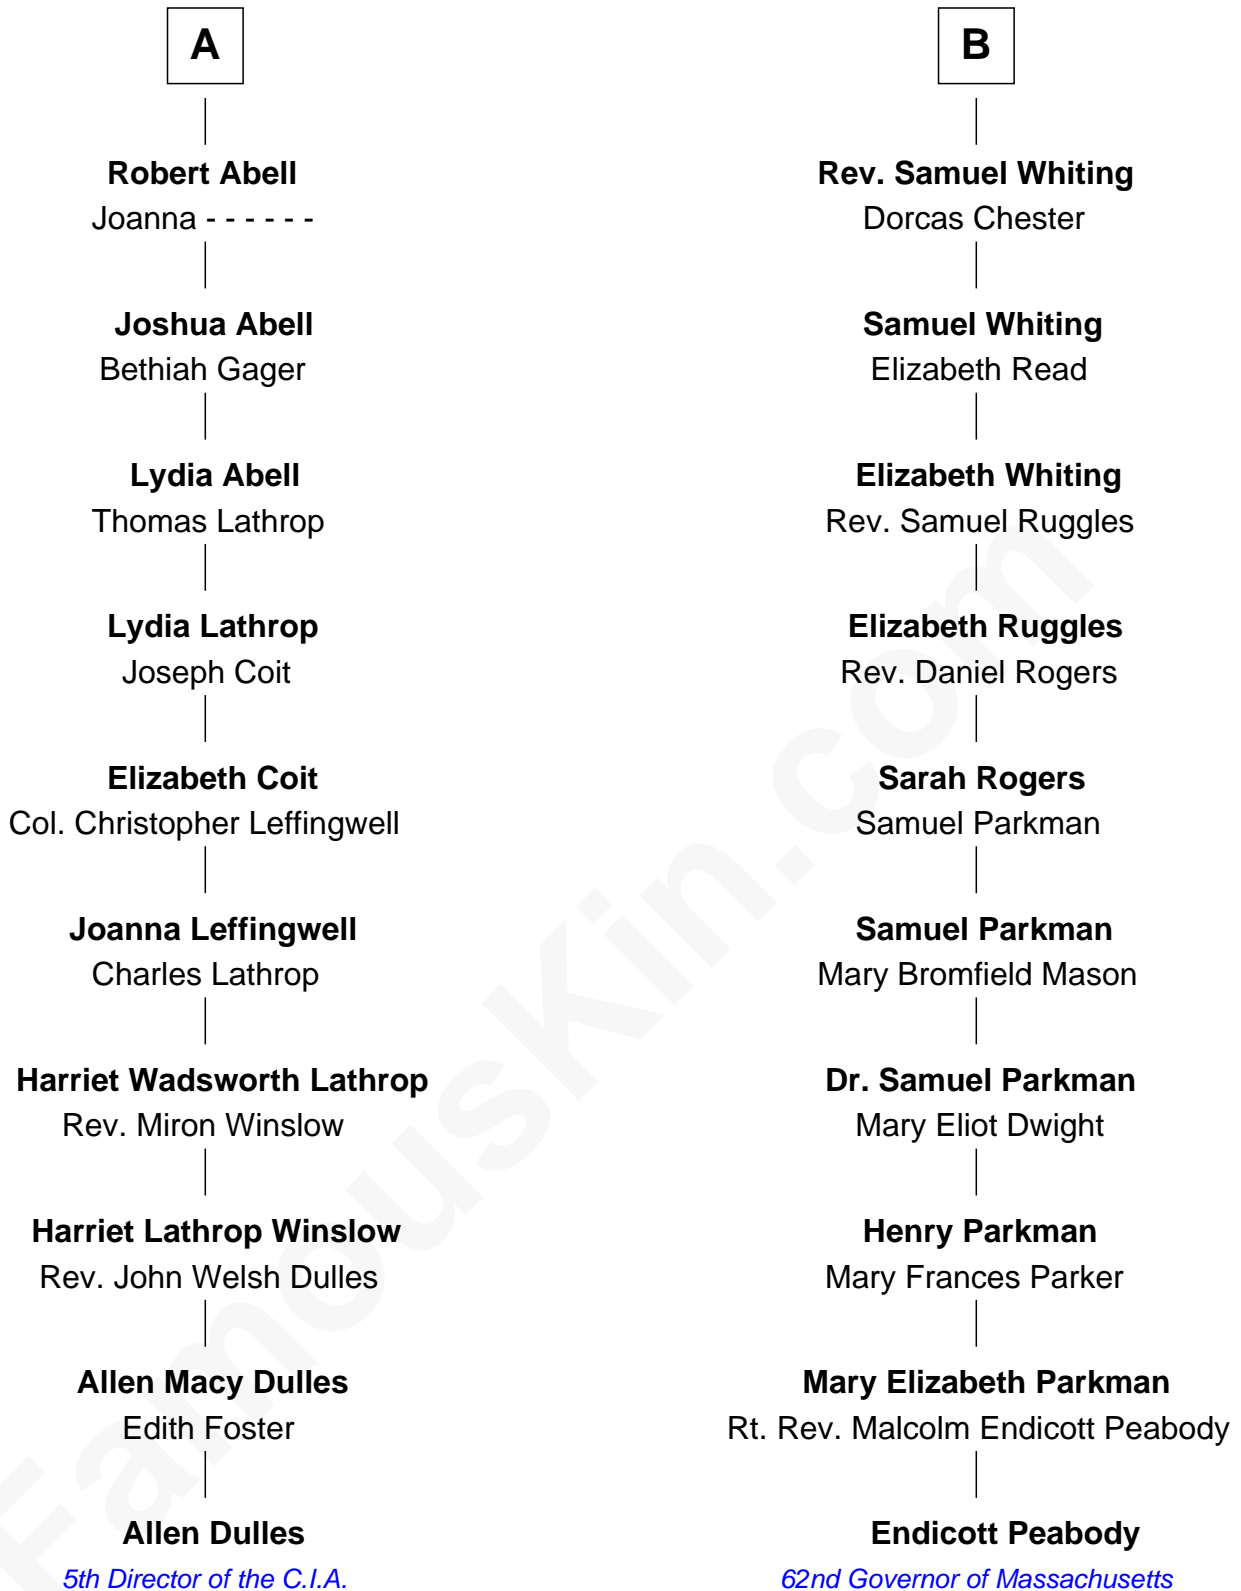 A
Robert Abell
Joanna - - - - - -
Joshua Abell
Bethiah Gager
Lydia Abell
Thomas Lathrop
Lydia Lathrop
Joseph Coit
Elizabeth Coit
Col. Christopher Leffingwell
Joanna Leffingwell
Charles Lathrop
Harriet Wadsworth Lathrop
Rev. Miron Winslow
Harriet Lathrop Winslow
Rev. John Welsh Dulles
Allen Macy Dulles
Edith Foster
Allen Dulles
5th Director of the C.I.A.
B
Rev. Samuel Whiting
Dorcas Chester
Samuel Whiting
Elizabeth Read
Elizabeth Whiting
Rev. Samuel Ruggles
Elizabeth Ruggles
Rev. Daniel Rogers
Sarah Rogers
Samuel Parkman
Samuel Parkman
Mary Bromfield Mason
Dr. Samuel Parkman
Mary Eliot Dwight
Henry Parkman
Mary Frances Parker
Mary Elizabeth Parkman
Rt. Rev. Malcolm Endicott Peabody
Endicott Peabody
62nd Governor of Massachusetts
FamousKin.com